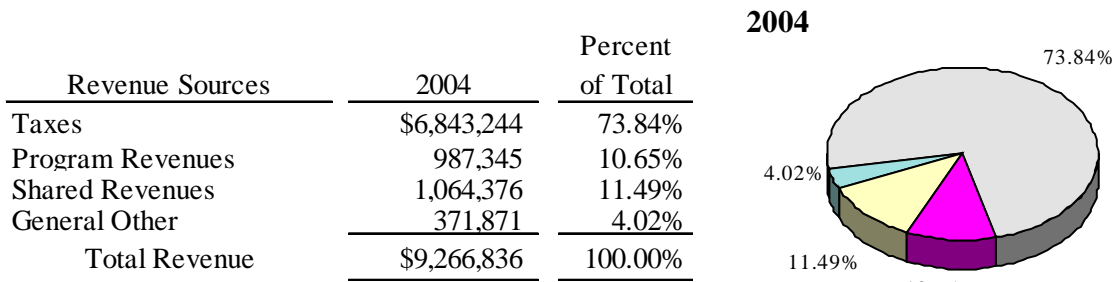 2004
Percent
Revenue Sources 2004 of Total
Taxes $6,843,244 73.84%
Program Revenues 987,345 10.65%
Shared Revenues 1,064,376 11.49%
General Other 371,871 4.02%
Total Revenue $9,266,836 100.00%
73.84%
4.02%
11.49%